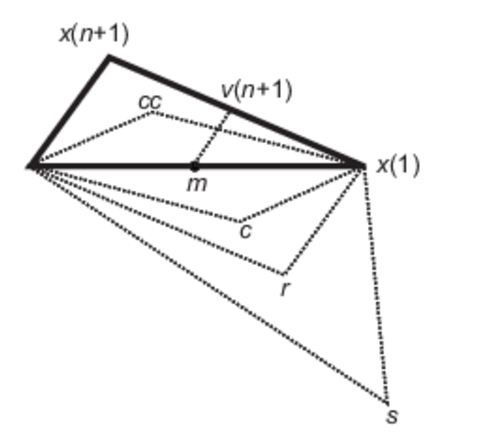 x(n+1)
cc
v(n+1)
x(1)
m
c
r
s